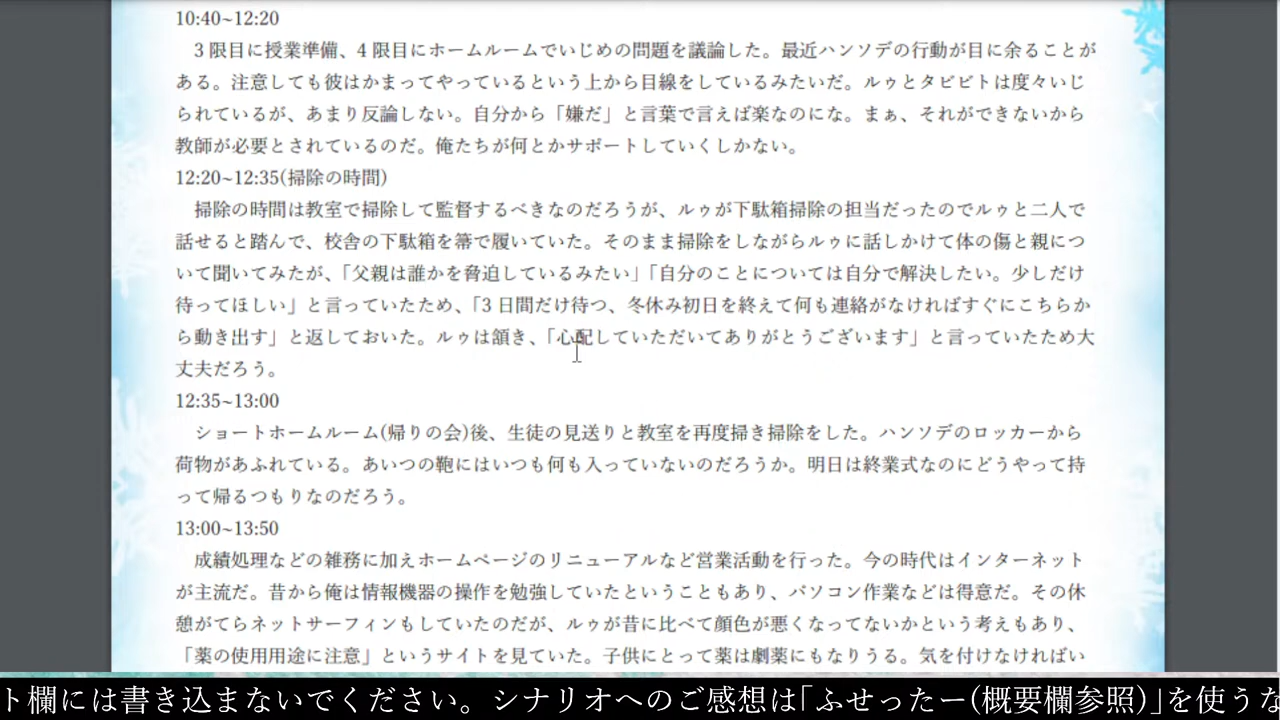 10:40~12:20
3限目に授業準備、4限目にホームルームでいじめの問題を議論した。最近ハンソデの行動が目に余ることが
ある。注意しても彼はかまってやっているという上から目線をしているみたいだ。ルゥとタビビトは度々いじ
られているが、あまり反論しない。自分から「嫌だ」と言葉で言えば楽なのにな。まぁ、それができないから
教師が必要とされているのだ。俺たちが何とかサポートしていくしかない。
12:20~12:35(掃除の時間)
掃除の時間は教室で掃除して監督するべきなのだろうが、ルゥが下駄箱掃除の担当だったのでルゥと二人で
話せると踏んで、校舎の下駄箱を箒で履いていた。そのまま掃除をしながらルゥに話しかけて体の傷と親につ
いて聞いてみたが、「父親は誰かを脅迫しているみたい」「自分のことについては自分で解決したい。少しだけ
待ってほしい」と言っていたため、「3日間だけ待つ、冬休み初日を終えて何も連絡がなければすぐにこちらか
ら動き出す」と返しておいた。ルゥは頷き、「心配していただいてありがとうございます」と言っていたため大
丈夫だろう。
12:35~13:00
ショートホームルーム(帰りの会)後、生徒の見送りと教室を再度掃き掃除をした。ハンソデのロッカーから
荷物があふれている。あいつの鞄にはいつも何も入っていないのだろうか。明日は終業式なのにどうやって持
って帰るつもりなのだろう。
13:00~13:50
成績処理などの雑務に加えホームページのリニューアルなど営業活動を行った。今の時代はインターネット
が主流だ。昔から俺は情報機器の操作を勉強していたということもあり、パソコン作業などは得意だ。その休
憩がてらネットサーフィンもしていたのだが、ルゥが昔に比べて顔色が悪くなってないかという考えもあり、
「薬の使用用途に注意」というサイトを見ていた。子供にとって薬は劇薬にもなりうる。気を付けなければい
ト欄には書き込まないでください。シナリオへのご感想は「ふせったー(概要欄参照)」を使うな